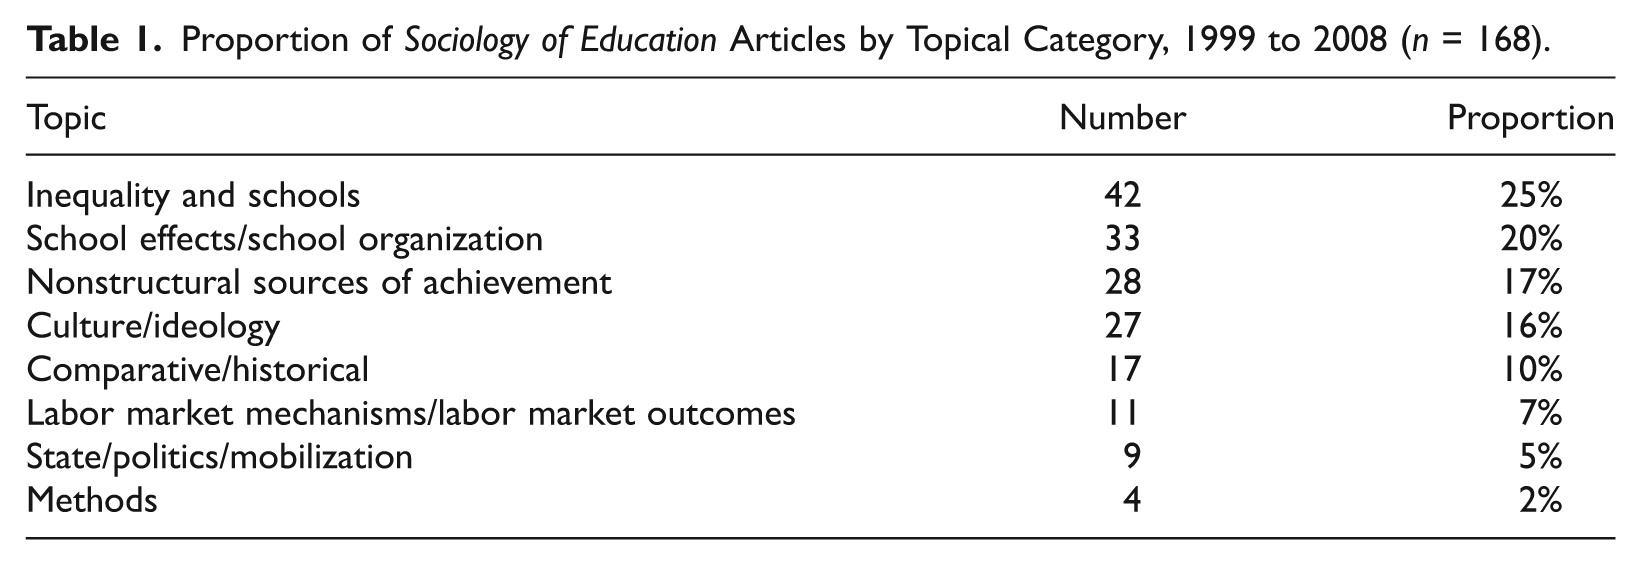 Table 1. Proportion of Sociology of Education Articles by Topical Category, 1999 to 2008 (n = 168).
Topic Number Proportion
Inequality and schools 42 25%
School effects/school organization 33 20%
Nonstructural sources of achievement 28 17%
Culture/ideology 27 16%
Comparative/historical 17 10%
Labor market mechanisms/labor market outcomes 11 7%
State/politics/mobilization 9 5%
Methods 4 2%